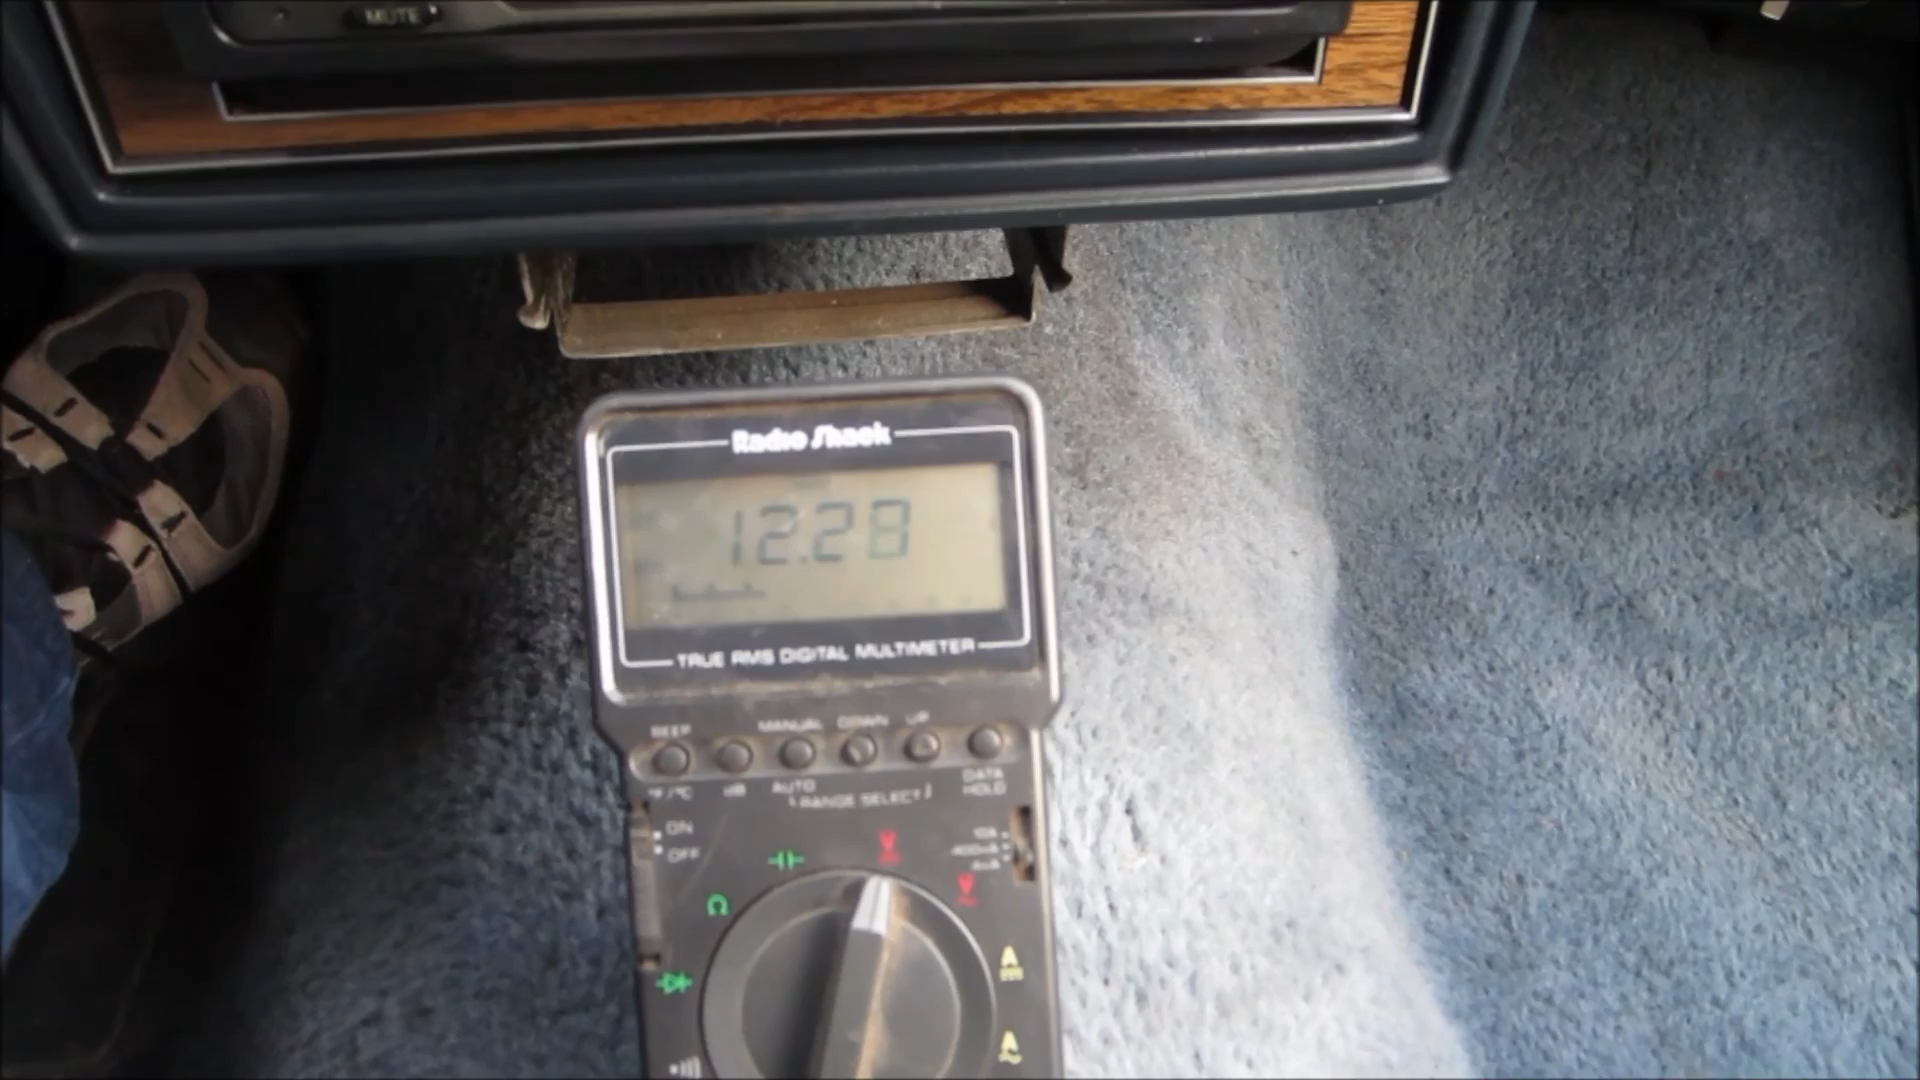 MUTE
Radio Shack
12.28
TRUE RMS DIGITAL MULTIMETER
BEEP MANUAL DOWN UP
°F/°C dB AUTO RANGE SELECT DATA HOLD
ON
OFF
10A
400mA
V
V
Ω
A
A